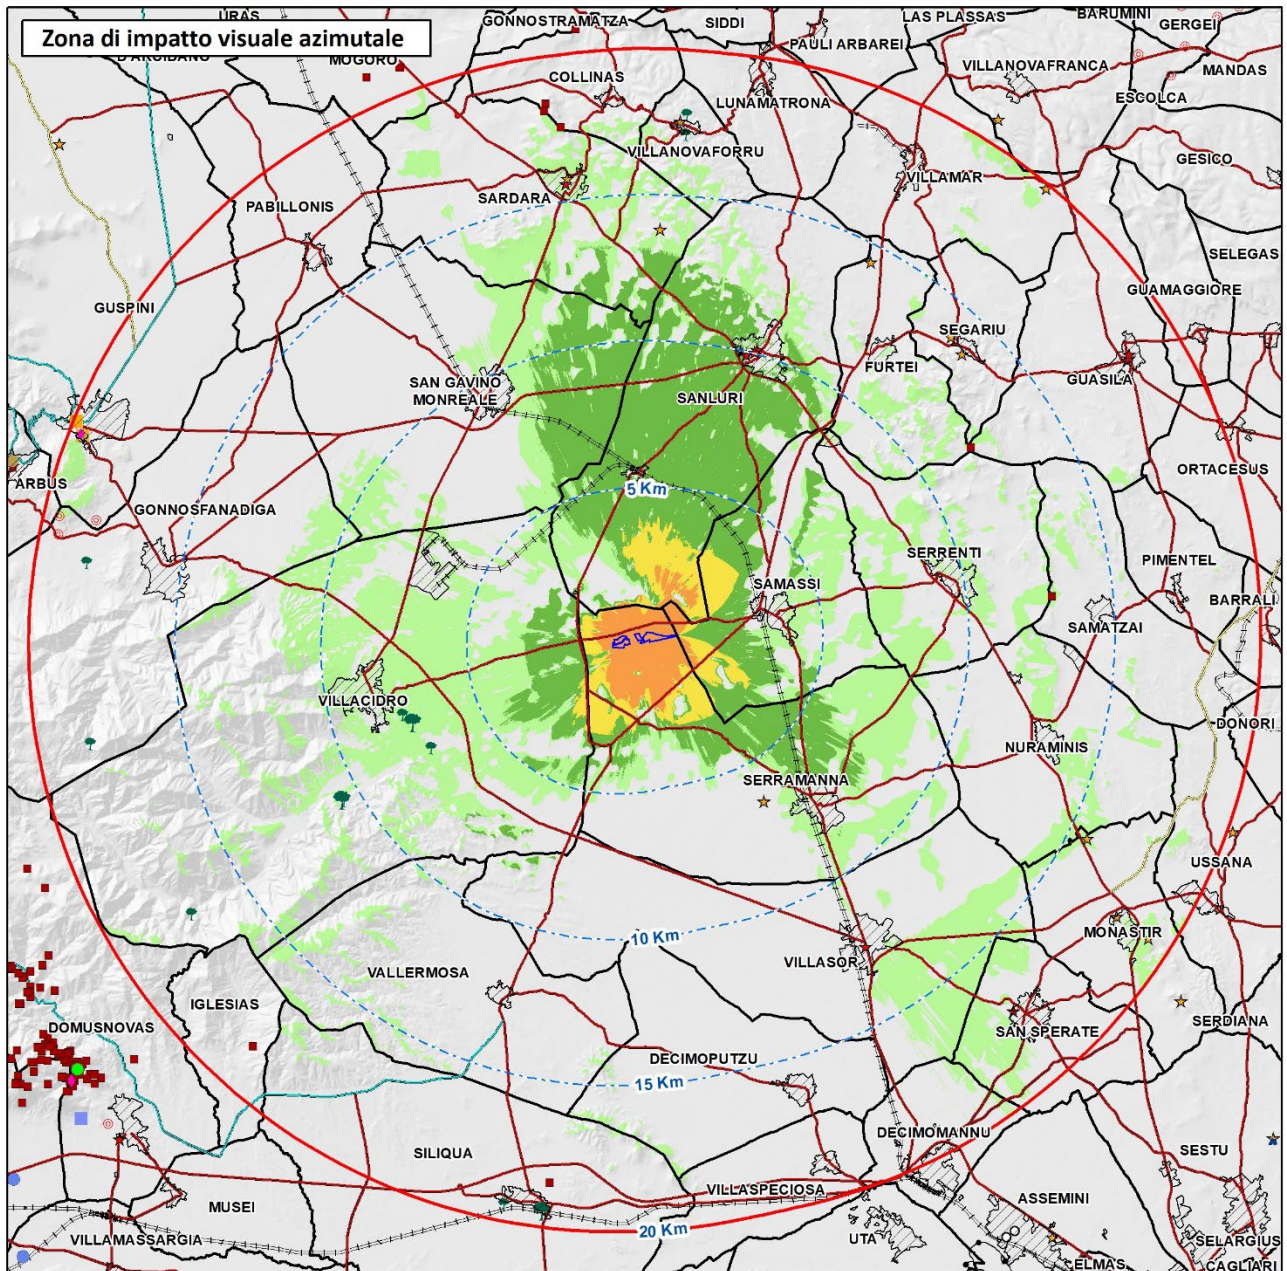 Zona di impatto visuale azimutale
URAS
D'ARCIDANO
MOGORO
GONNOSTRAMATZA
SIDDI
LAS PLASSAS
BARUMINI
GERGEI
PAULI ARBAREI
COLLINAS
VILLANOVAFRANCA
MANDAS
LUNAMATRONA
ESCOLCA
VILLANOVAFORRU
GESICO
VILLAMAR
SARDARA
PABILLONIS
SELEGAS
GUSPINI
GUAMAGGIORE
SEGARIU
FURTEI
GUASILA
SAN GAVINO
MONREALE
SANLURI
ORTACESUS
ARBUS
5 Km
GONNOSFANADIGA
SERRENTI
PIMENTEL
SAMASSI
BARRALI
SAMATZAI
VILLACIDRO
DONORI
NURAMINIS
SERRAMANNA
USSANA
10 Km
MONASTIR
VILLASOR
VALLERMOSA
IGLESIAS
SERDIANA
DOMUSNOVAS
SAN SPERATE
DECIMOPUTZU
15 Km
DECIMOMANNU
SESTU
SILIQUA
VILLASPECIOSA
ASSEMINI
MUSEI
20 Km
UTA
VILLAMASSARGIA
SELARGIUS
ELMAS
CAGLIARI